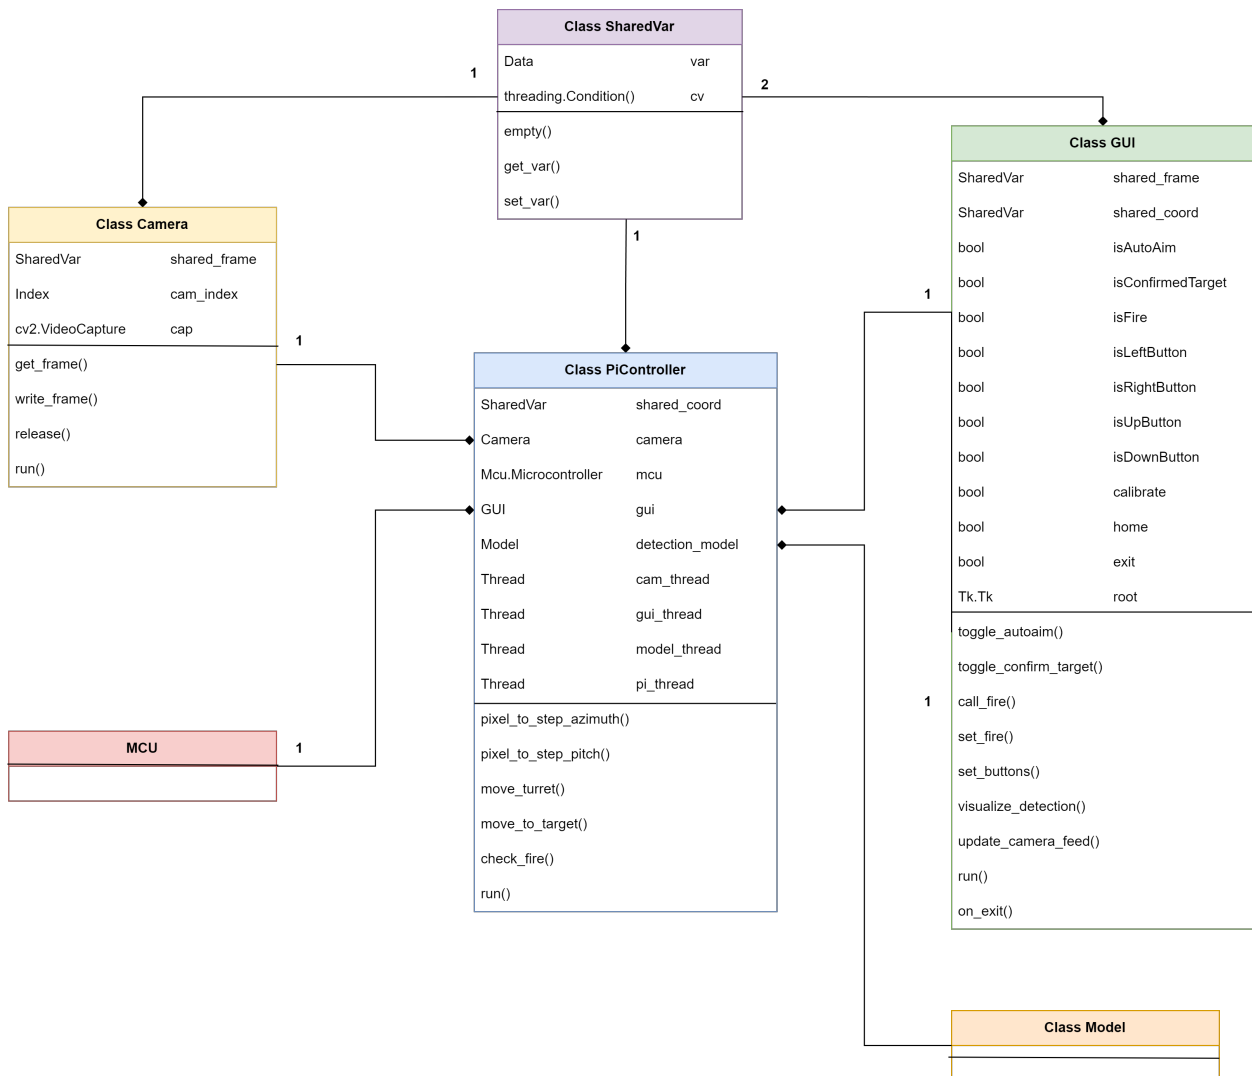 Class SharedVar
Data var
threading.Condition() cv
empty()
get_var()
set_var()
1
2
1
Class Camera
SharedVar shared_frame
Index cam_index
cv2.VideoCapture cap
get_frame()
write_frame()
release()
run()
1
Class PiController
SharedVar shared_coord
Camera camera
Mcu.Microcontroller mcu
GUI gui
Model detection_model
Thread cam_thread
Thread gui_thread
Thread model_thread
Thread pi_thread
pixel_to_step_azimuth()
pixel_to_step_pitch()
move_turret()
move_to_target()
check_fire()
run()
1
Class GUI
SharedVar shared_frame
SharedVar shared_coord
bool isAutoAim
bool isConfirmedTarget
bool isFire
bool isLeftButton
bool isRightButton
bool isUpButton
bool isDownButton
bool calibrate
bool home
bool exit
Tk.Tk root
toggle_autoaim()
toggle_confirm_target()
call_fire()
set_fire()
set_buttons()
visualize_detection()
update_camera_feed()
run()
on_exit()
1
MCU
1
Class Model